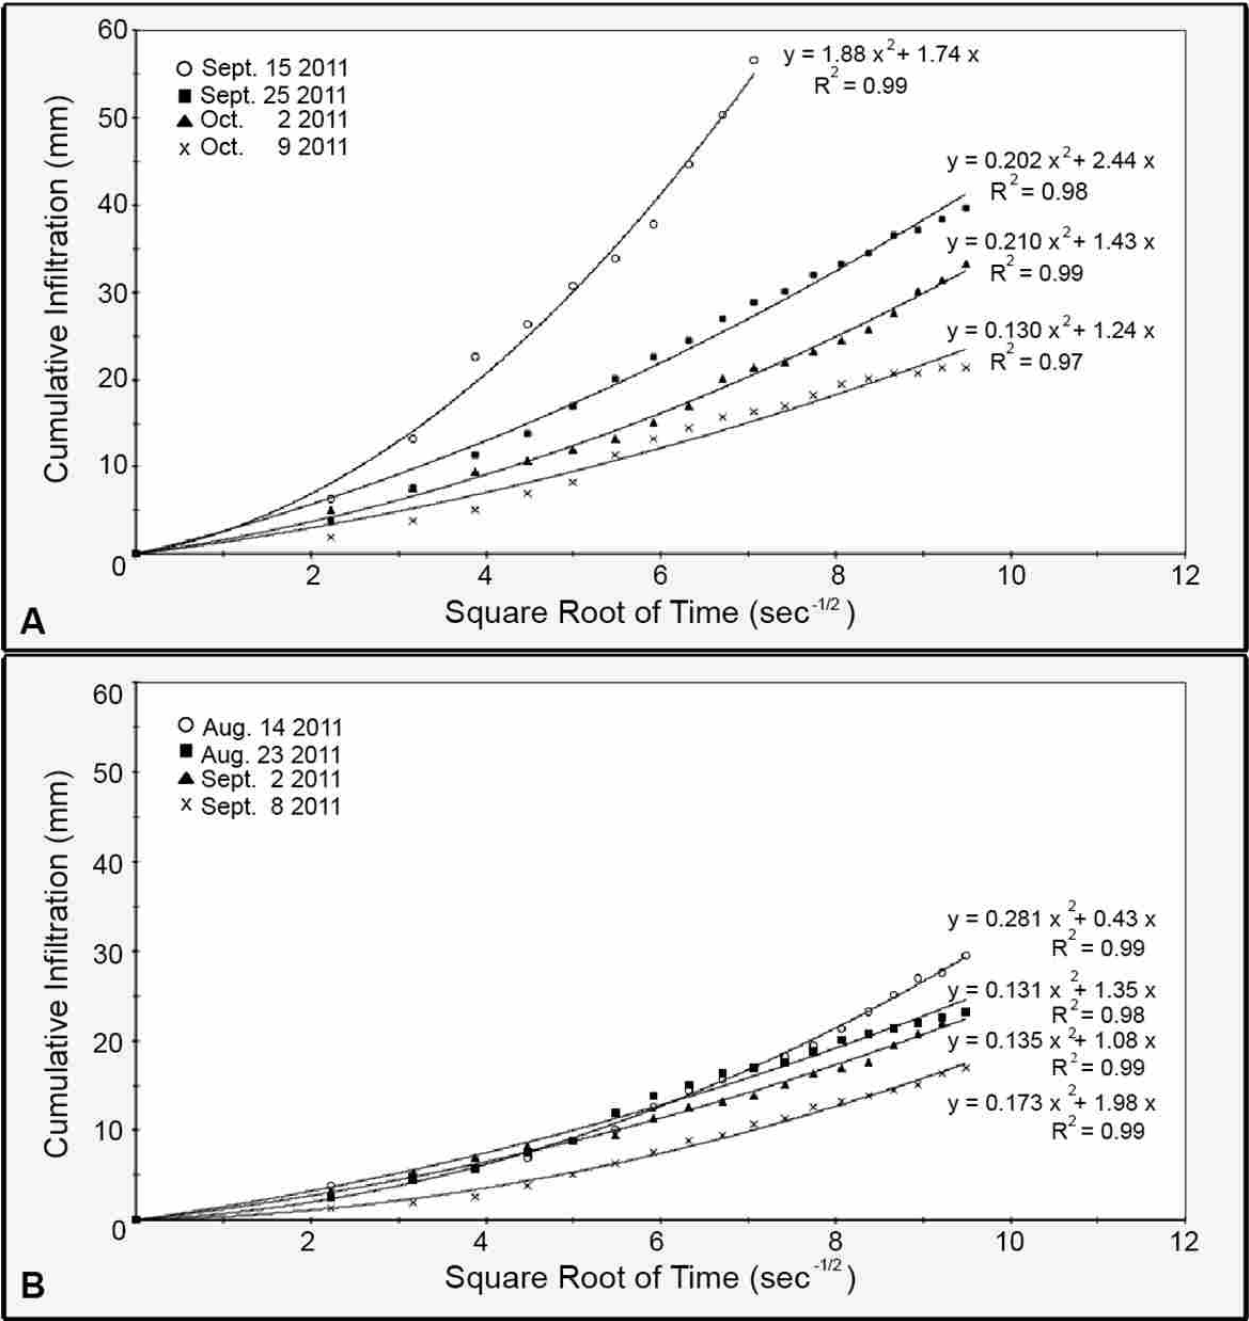 60
50
40
30
20
10
0
Cumulative Infiltration (mm)
○ Sept. 15 2011
■ Sept. 25 2011
▲ Oct. 2 2011
x Oct. 9 2011
y = 1.88 x² + 1.74 x
R² = 0.99
y = 0.202 x² + 2.44 x
R² = 0.98
y = 0.210 x² + 1.43 x
R² = 0.99
y = 0.130 x² + 1.24 x
R² = 0.97
2 4 6 8 10 12
Square Root of Time (sec⁻¹/²)
A
60
50
40
30
20
10
0
Cumulative Infiltration (mm)
○ Aug. 14 2011
■ Aug. 23 2011
▲ Sept. 2 2011
x Sept. 8 2011
y = 0.281 x² + 0.43 x
R² = 0.99
y = 0.131 x² + 1.35 x
R² = 0.98
y = 0.135 x² + 1.08 x
R² = 0.99
y = 0.173 x² + 1.98 x
R² = 0.99
2 4 6 8 10 12
Square Root of Time (sec⁻¹/²)
B